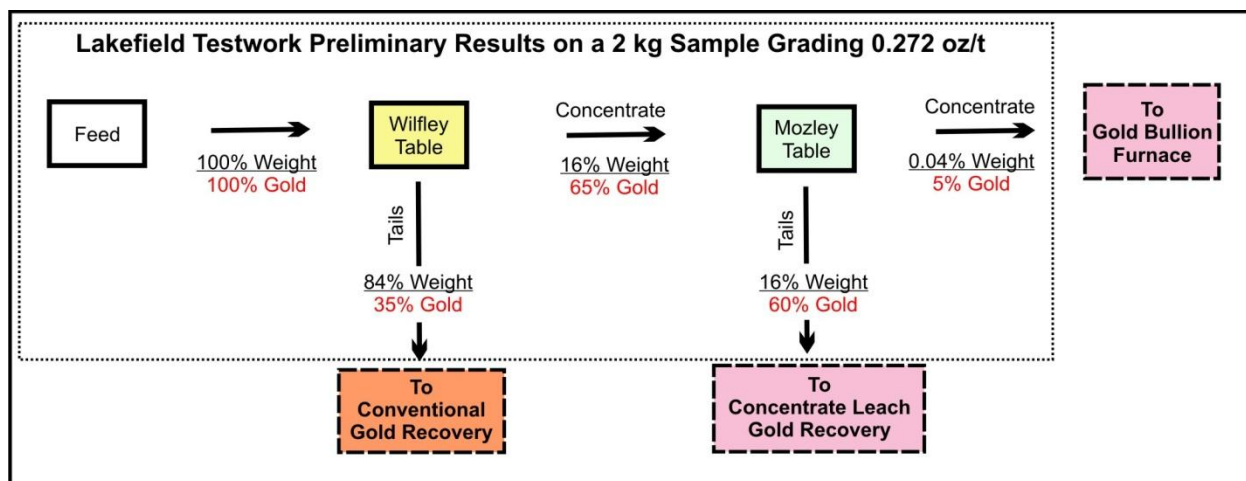 Lakefield Testwork Preliminary Results on a 2 kg Sample Grading 0.272 oz/t
Feed
100% Weight
100% Gold
Wilfley
Table
Concentrate
16% Weight
65% Gold
Mozley
Table
Concentrate
0.04% Weight
5% Gold
To
Gold Bullion
Furnace
Tails
84% Weight
35% Gold
Tails
16% Weight
60% Gold
To
Conventional
Gold Recovery
To
Concentrate Leach
Gold Recovery